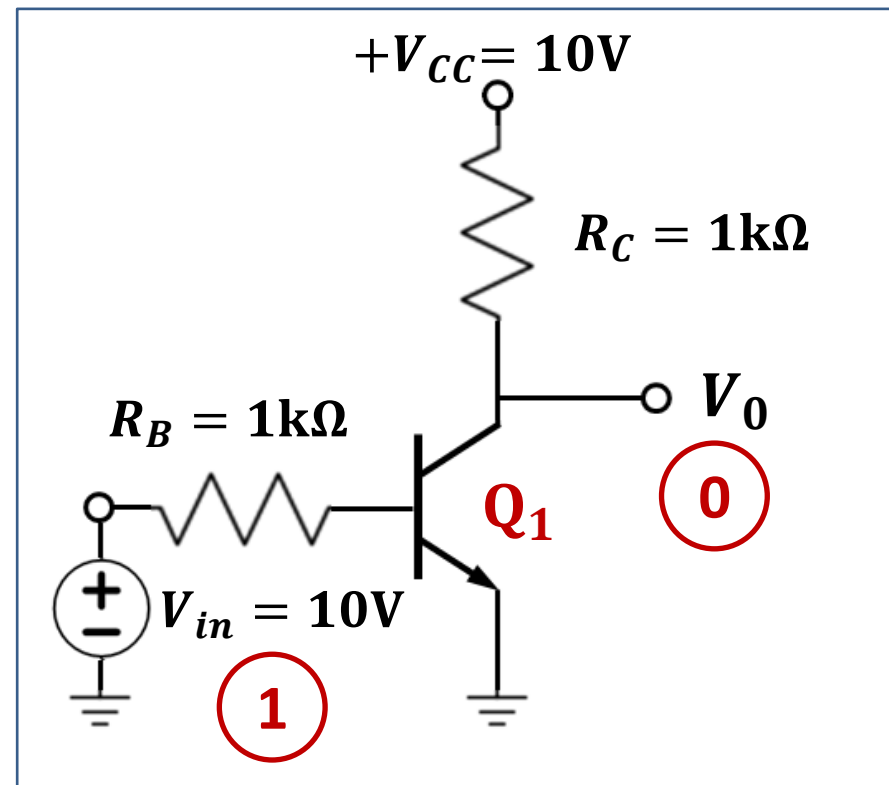 +V_CC = 10V
R_C = 1kΩ
V_0
R_B = 1kΩ
0
Q_1
+
−
V_in = 10V
1